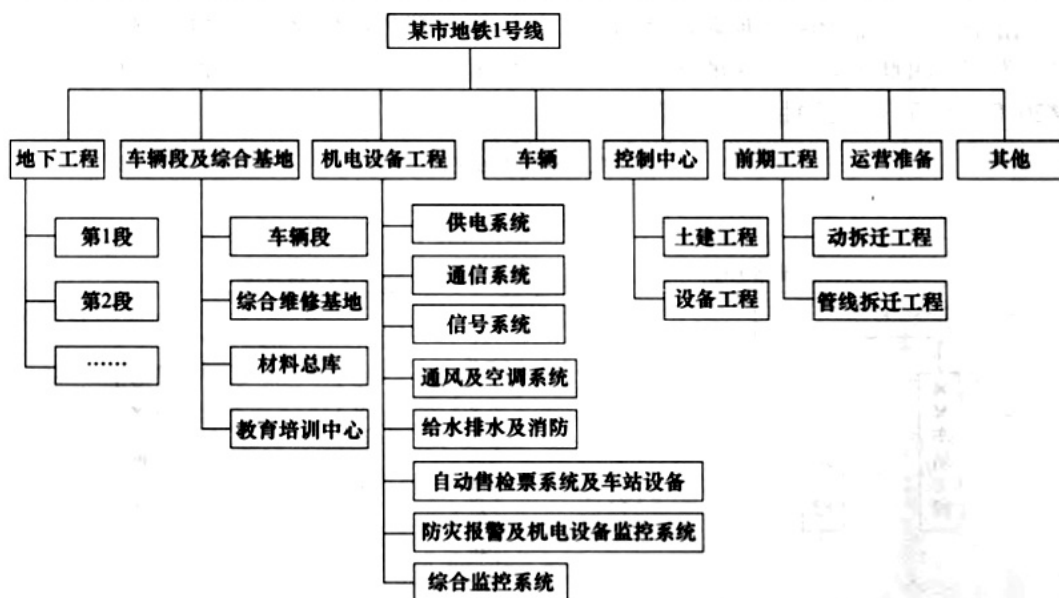 某市地铁1号线
地下工程
车辆段及综合基地
机电设备工程
车辆
控制中心
前期工程
运营准备
其他
第1段
第2段
……
车辆段
综合维修基地
材料总库
教育培训中心
供电系统
通信系统
信号系统
通风及空调系统
给水排水及消防
自动售检票系统及车站设备
防灾报警及机电设备监控系统
综合监控系统
土建工程
设备工程
动拆迁工程
管线拆迁工程